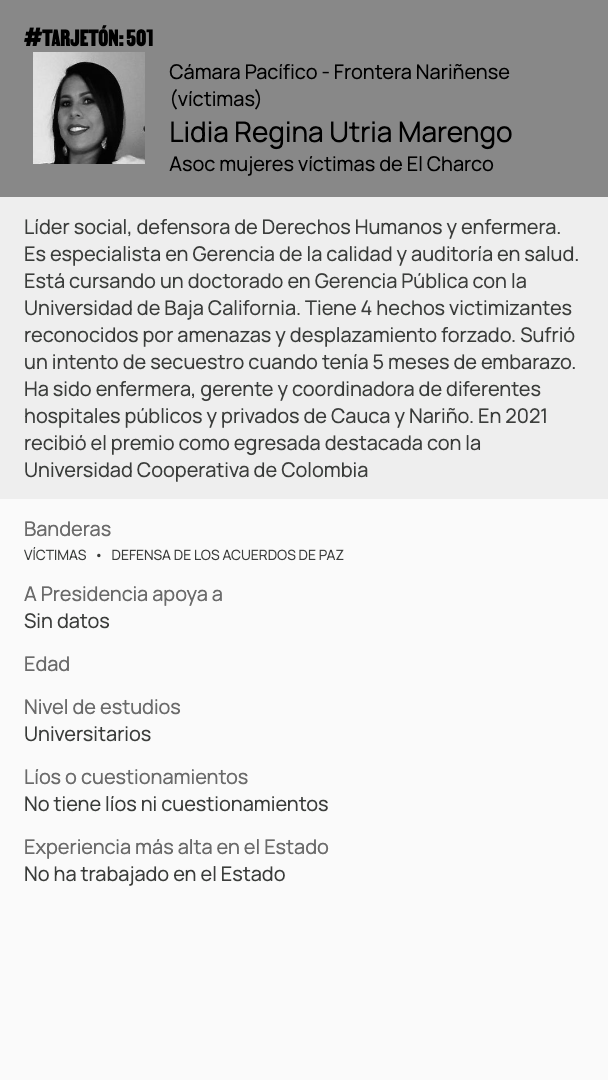 #TARJETÓN: 501
Cámara Pacífico - Frontera Nariñense
(víctimas)
Lidia Regina Utria Marengo
Asoc mujeres víctimas de El Charco
Líder social, defensora de Derechos Humanos y enfermera.
Es especialista en Gerencia de la calidad y auditoría en salud.
Está cursando un doctorado en Gerencia Pública con la
Universidad de Baja California. Tiene 4 hechos victimizantes
reconocidos por amenazas y desplazamiento forzado. Sufrió
un intento de secuestro cuando tenía 5 meses de embarazo.
Ha sido enfermera, gerente y coordinadora de diferentes
hospitales públicos y privados de Cauca y Nariño. En 2021
recibió el premio como egresada destacada con la
Universidad Cooperativa de Colombia
Banderas
VÍCTIMAS • DEFENSA DE LOS ACUERDOS DE PAZ
A Presidencia apoya a
Sin datos
Edad
Nivel de estudios
Universitarios
Líos o cuestionamientos
No tiene líos ni cuestionamientos
Experiencia más alta en el Estado
No ha trabajado en el Estado